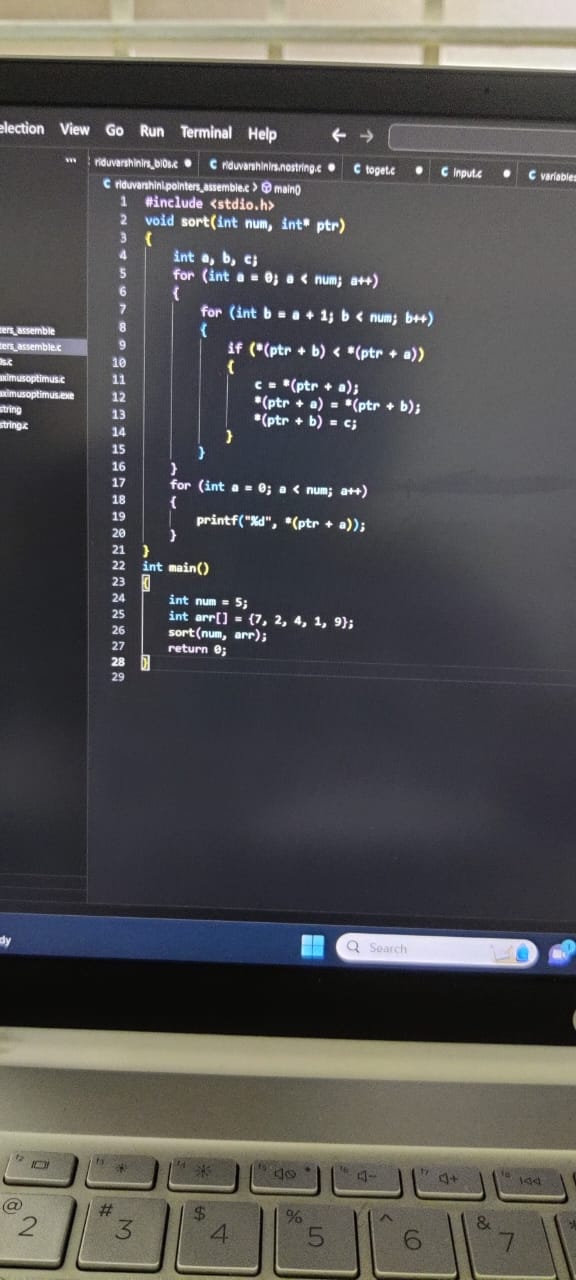 election View Go Run Terminal Help
riduvarshinirs_bi0s.c C riduvarshinirs.nostring.c C toget.c C input.c C variables
C riduvarshini.pointers_assemble.c > main()
1 #include <stdio.h>
2 void sort(int num, int* ptr)
3 {
4 int a, b, c;
5 for (int a = 0; a < num; a++)
6 {
7 for (int b = a + 1; b < num; b++)
8 {
9 if (*(ptr + b) < *(ptr + a))
10 {
11 c = *(ptr + a);
12 *(ptr + a) = *(ptr + b);
13 *(ptr + b) = c;
14 }
15 }
16 }
17 for (int a = 0; a < num; a++)
18 {
19 printf("%d", *(ptr + a));
20 }
21 }
22 int main()
23 {
24 int num = 5;
25 int arr[] = {7, 2, 4, 1, 9};
26 sort(num, arr);
27 return 0;
28 }
29
ers_assemble
ers_assemble.c
s.c
aximusoptimus.c
aximusoptimus.exe
string
string.c
dy
Search
@ # $ % ^ &
2 3 4 5 6 7